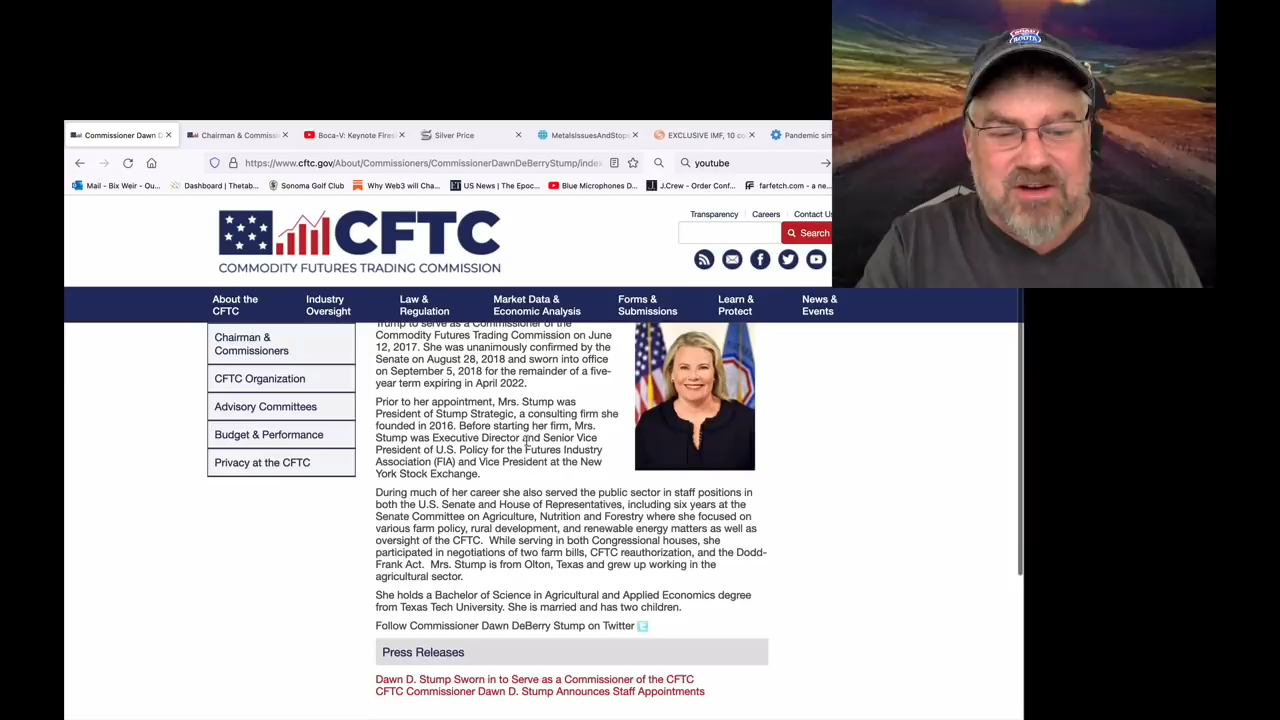 ROAD
ROOTA
Commissioner Dawn D
Chairman & Commissi
Boca-V: Keynote Fires
Silver Price
MetalsIssuesAndStop
EXCLUSIVE IMF, 10 co
Pandemic sim
https://www.cftc.gov/About/Commissioners/CommissionerDawnDeBerryStump/index
youtube
Mail - Bix Weir - Ou...
Dashboard | Thetab...
Sonoma Golf Club
Why Web3 will Cha...
US News | The Epoc...
Blue Microphones D...
J.Crew - Order Conf...
farfetch.com - a ne...
CFTC
COMMODITY FUTURES TRADING COMMISSION
Transparency
Careers
Contact Us
Search
About the
CFTC
Industry
Oversight
Law &
Regulation
Market Data &
Economic Analysis
Forms &
Submissions
Learn &
Protect
News &
Events
Chairman &
Commissioners
CFTC Organization
Advisory Committees
Budget & Performance
Privacy at the CFTC
Trump to serve as a Commissioner of the
Commodity Futures Trading Commission on June
12, 2017. She was unanimously confirmed by the
Senate on August 28, 2018 and sworn into office
on September 5, 2018 for the remainder of a five-
year term expiring in April 2022.
Prior to her appointment, Mrs. Stump was
President of Stump Strategic, a consulting firm she
founded in 2016. Before starting her firm, Mrs.
Stump was Executive Director and Senior Vice
President of U.S. Policy for the Futures Industry
Association (FIA) and Vice President at the New
York Stock Exchange.
During much of her career she also served the public sector in staff positions in
both the U.S. Senate and House of Representatives, including six years at the
Senate Committee on Agriculture, Nutrition and Forestry where she focused on
various farm policy, rural development, and renewable energy matters as well as
oversight of the CFTC. While serving in both Congressional houses, she
participated in negotiations of two farm bills, CFTC reauthorization, and the Dodd-
Frank Act. Mrs. Stump is from Olton, Texas and grew up working in the
agricultural sector.
She holds a Bachelor of Science in Agricultural and Applied Economics degree
from Texas Tech University. She is married and has two children.
Follow Commissioner Dawn DeBerry Stump on Twitter
Press Releases
Dawn D. Stump Sworn in to Serve as a Commissioner of the CFTC
CFTC Commissioner Dawn D. Stump Announces Staff Appointments